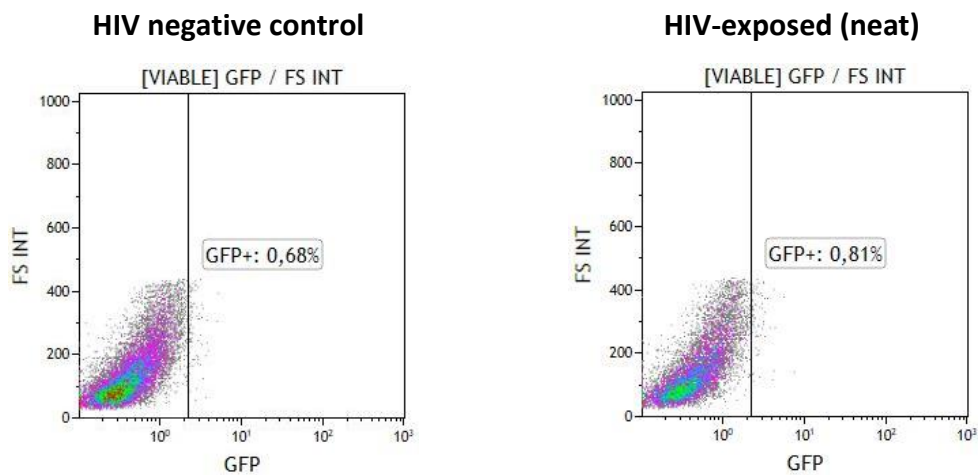 HIV negative control
[VIABLE] GFP / FS INT
1000
800
600
400
200
0
FS INT
GFP+: 0,68%
10⁰
10¹
10²
10³
GFP
HIV-exposed (neat)
[VIABLE] GFP / FS INT
1000
800
600
400
200
0
FS INT
GFP+: 0,81%
10⁰
10¹
10²
10³
GFP